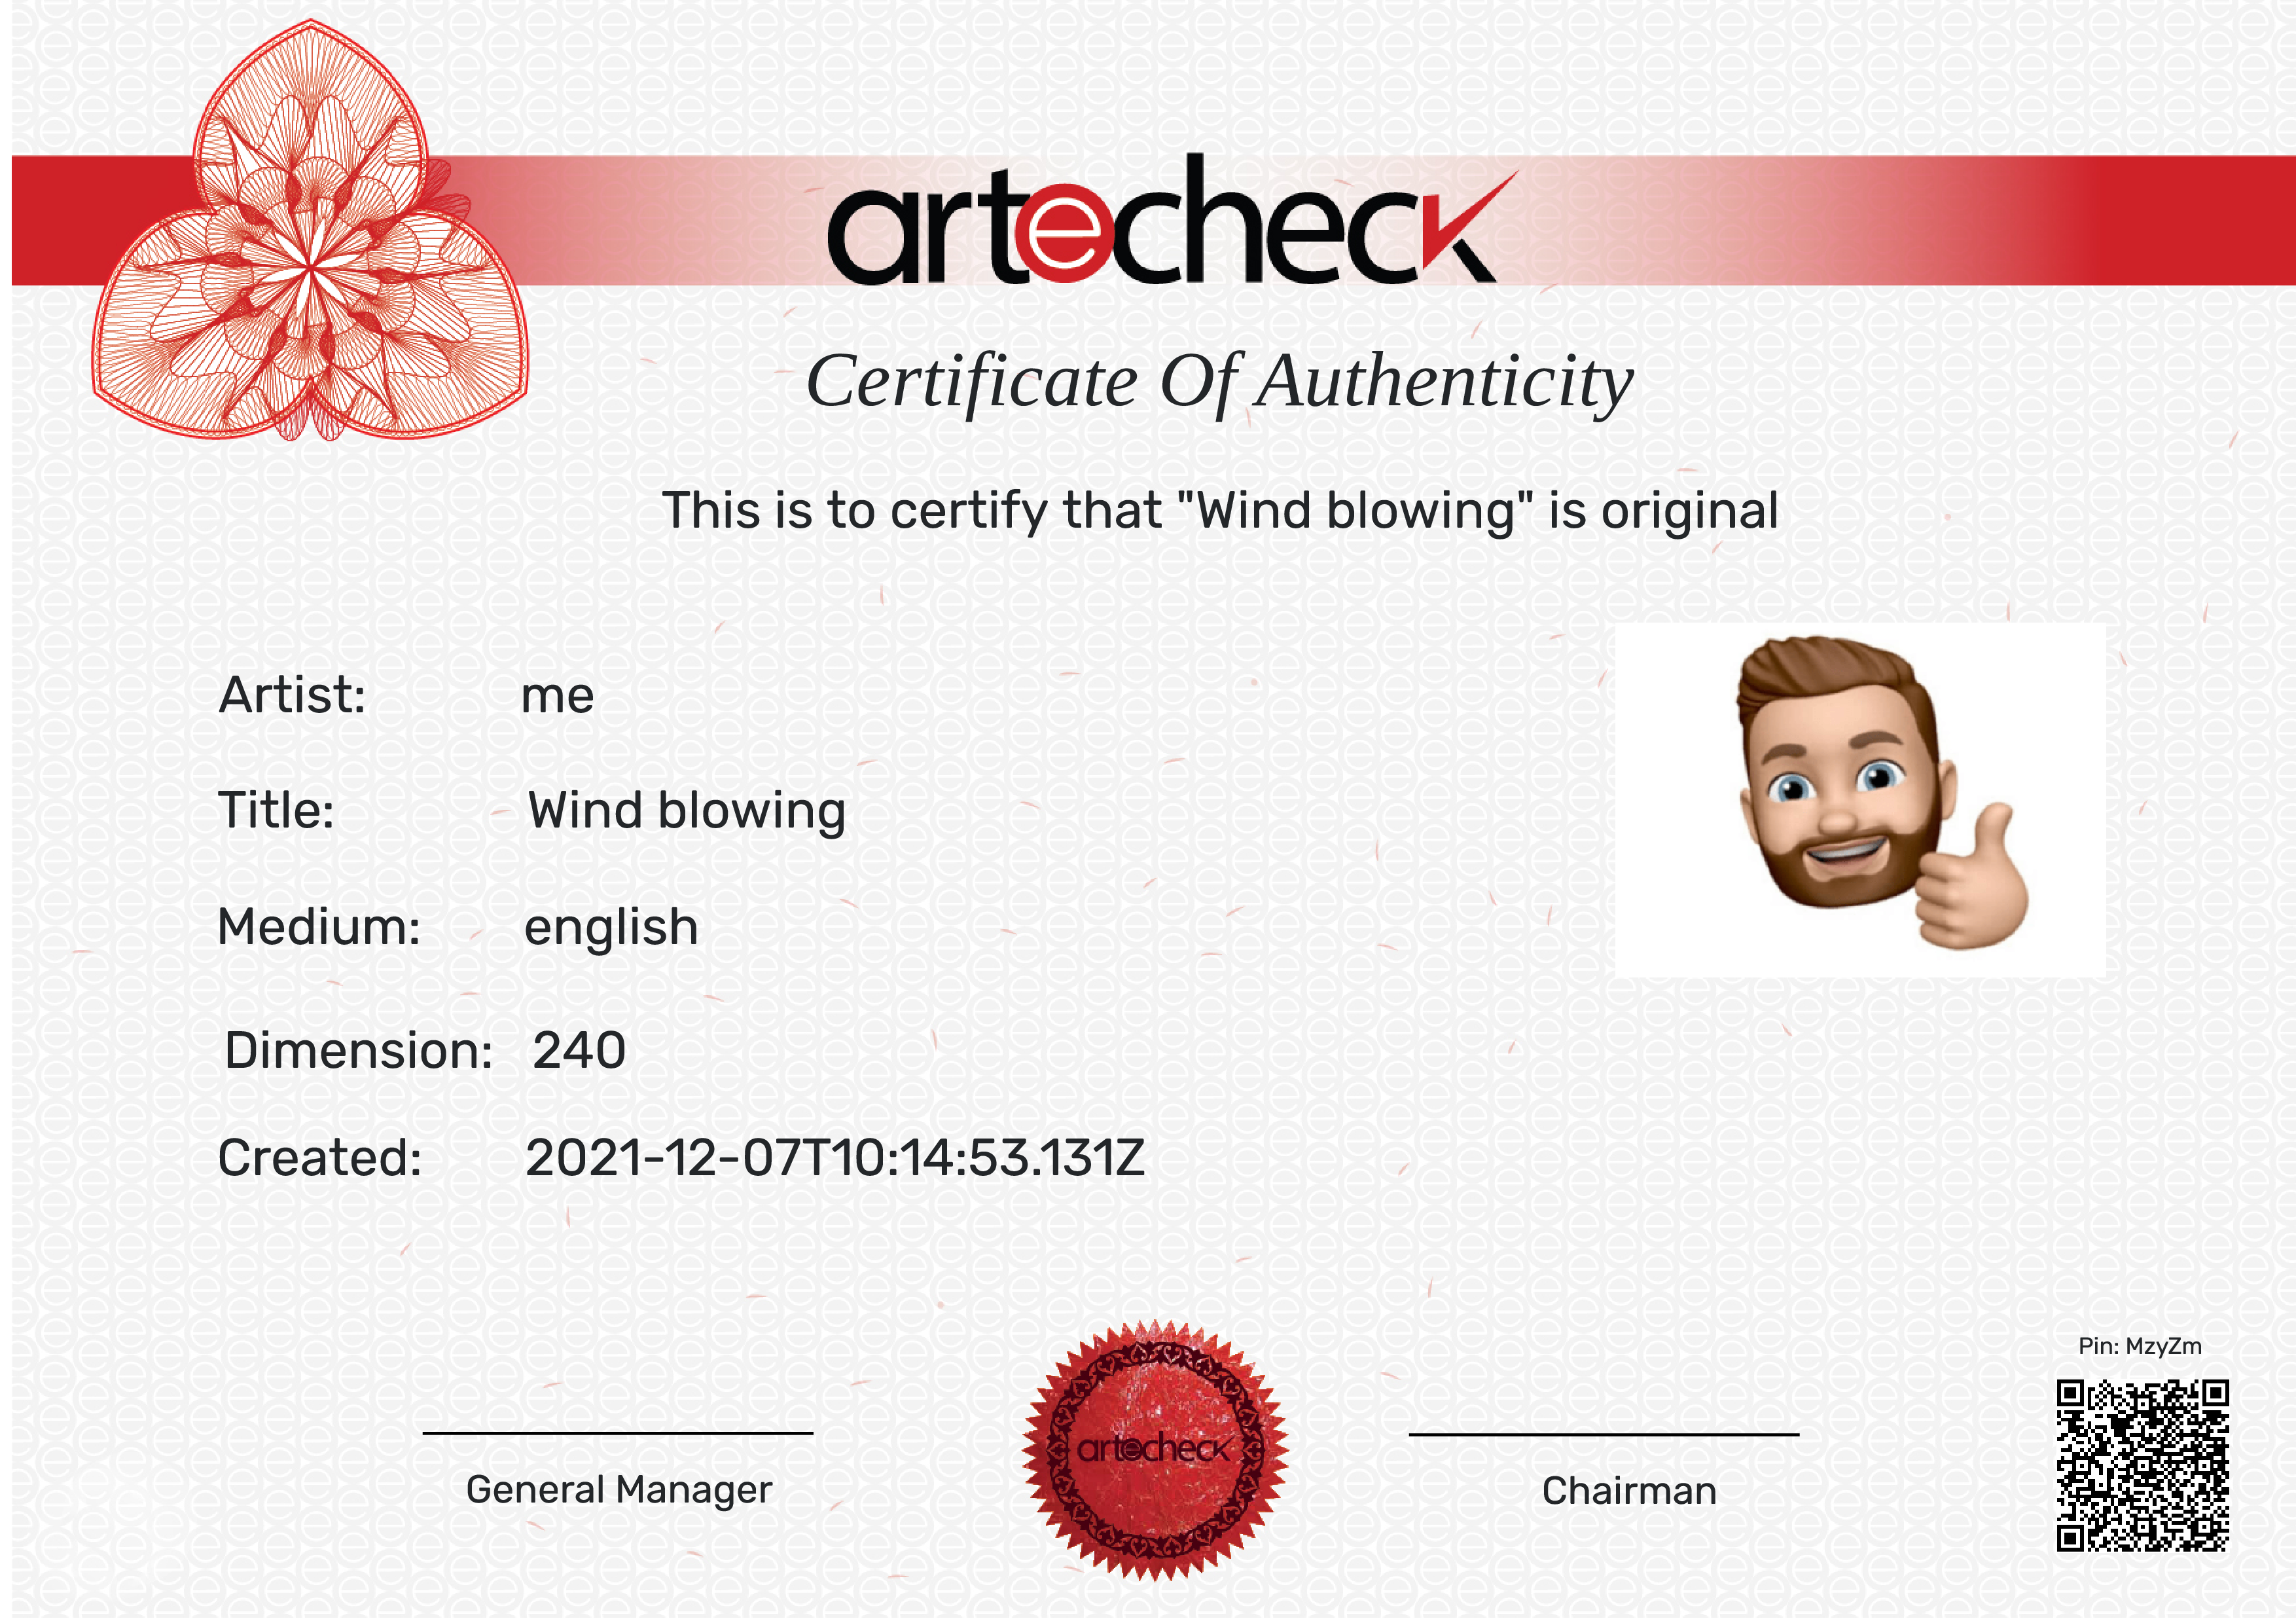 artecheck
Certificate Of Authenticity
This is to certify that "Wind blowing" is original
Artist: me
Title: Wind blowing
Medium: english
Dimension: 240
Created: 2021-12-07T10:14:53.131Z
Pin: MzyZm
artecheck
General Manager
Chairman